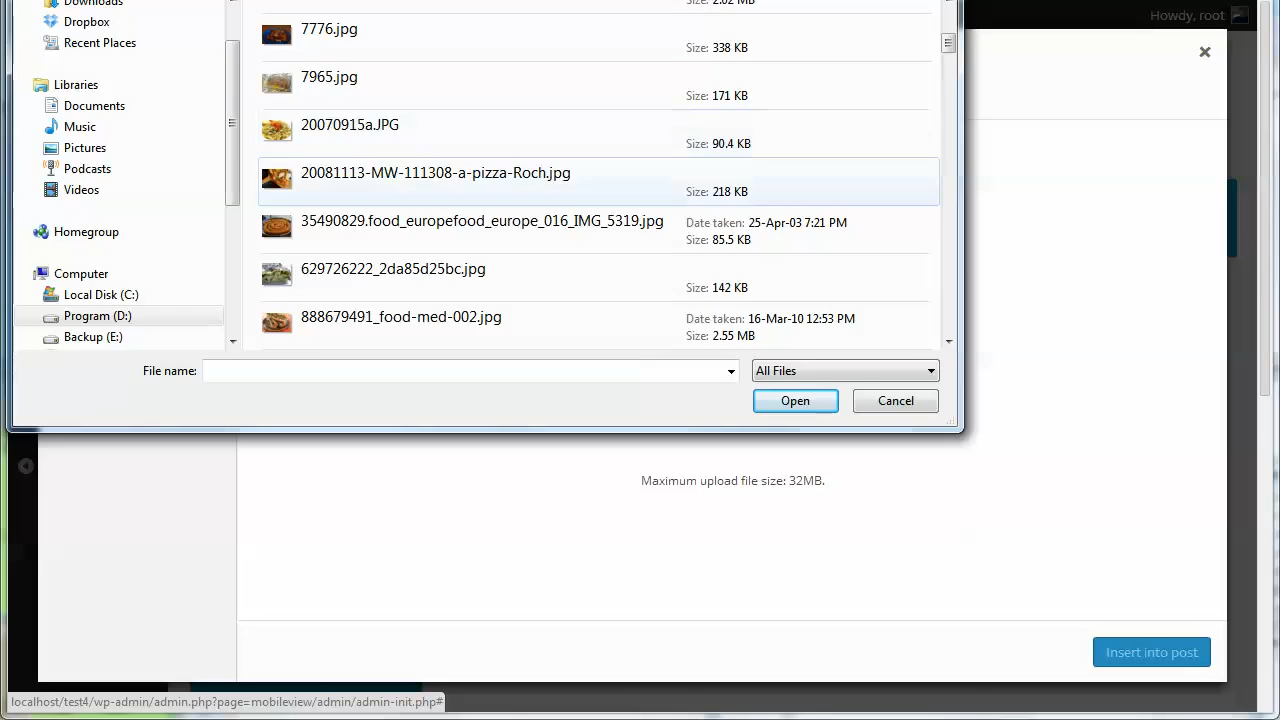 Downloads
Dropbox
Recent Places
Libraries
Documents
Music
Pictures
Podcasts
Videos
Homegroup
Computer
Local Disk (C:)
Program (D:)
Backup (E:)
Size: 2.02 MB
7776.jpg
Size: 338 KB
7965.jpg
Size: 171 KB
20070915a.JPG
Size: 90.4 KB
20081113-MW-111308-a-pizza-Roch.jpg
Size: 218 KB
35490829.food_europefood_europe_016_IMG_5319.jpg
Date taken: 25-Apr-03 7:21 PM
Size: 85.5 KB
629726222_2da85d25bc.jpg
Size: 142 KB
888679491_food-med-002.jpg
Date taken: 16-Mar-10 12:53 PM
Size: 2.55 MB
File name:
All Files
Open
Cancel
Howdy, root
Maximum upload file size: 32MB.
Insert into post
localhost/test4/wp-admin/admin.php?page=mobileview/admin/admin-init.php#